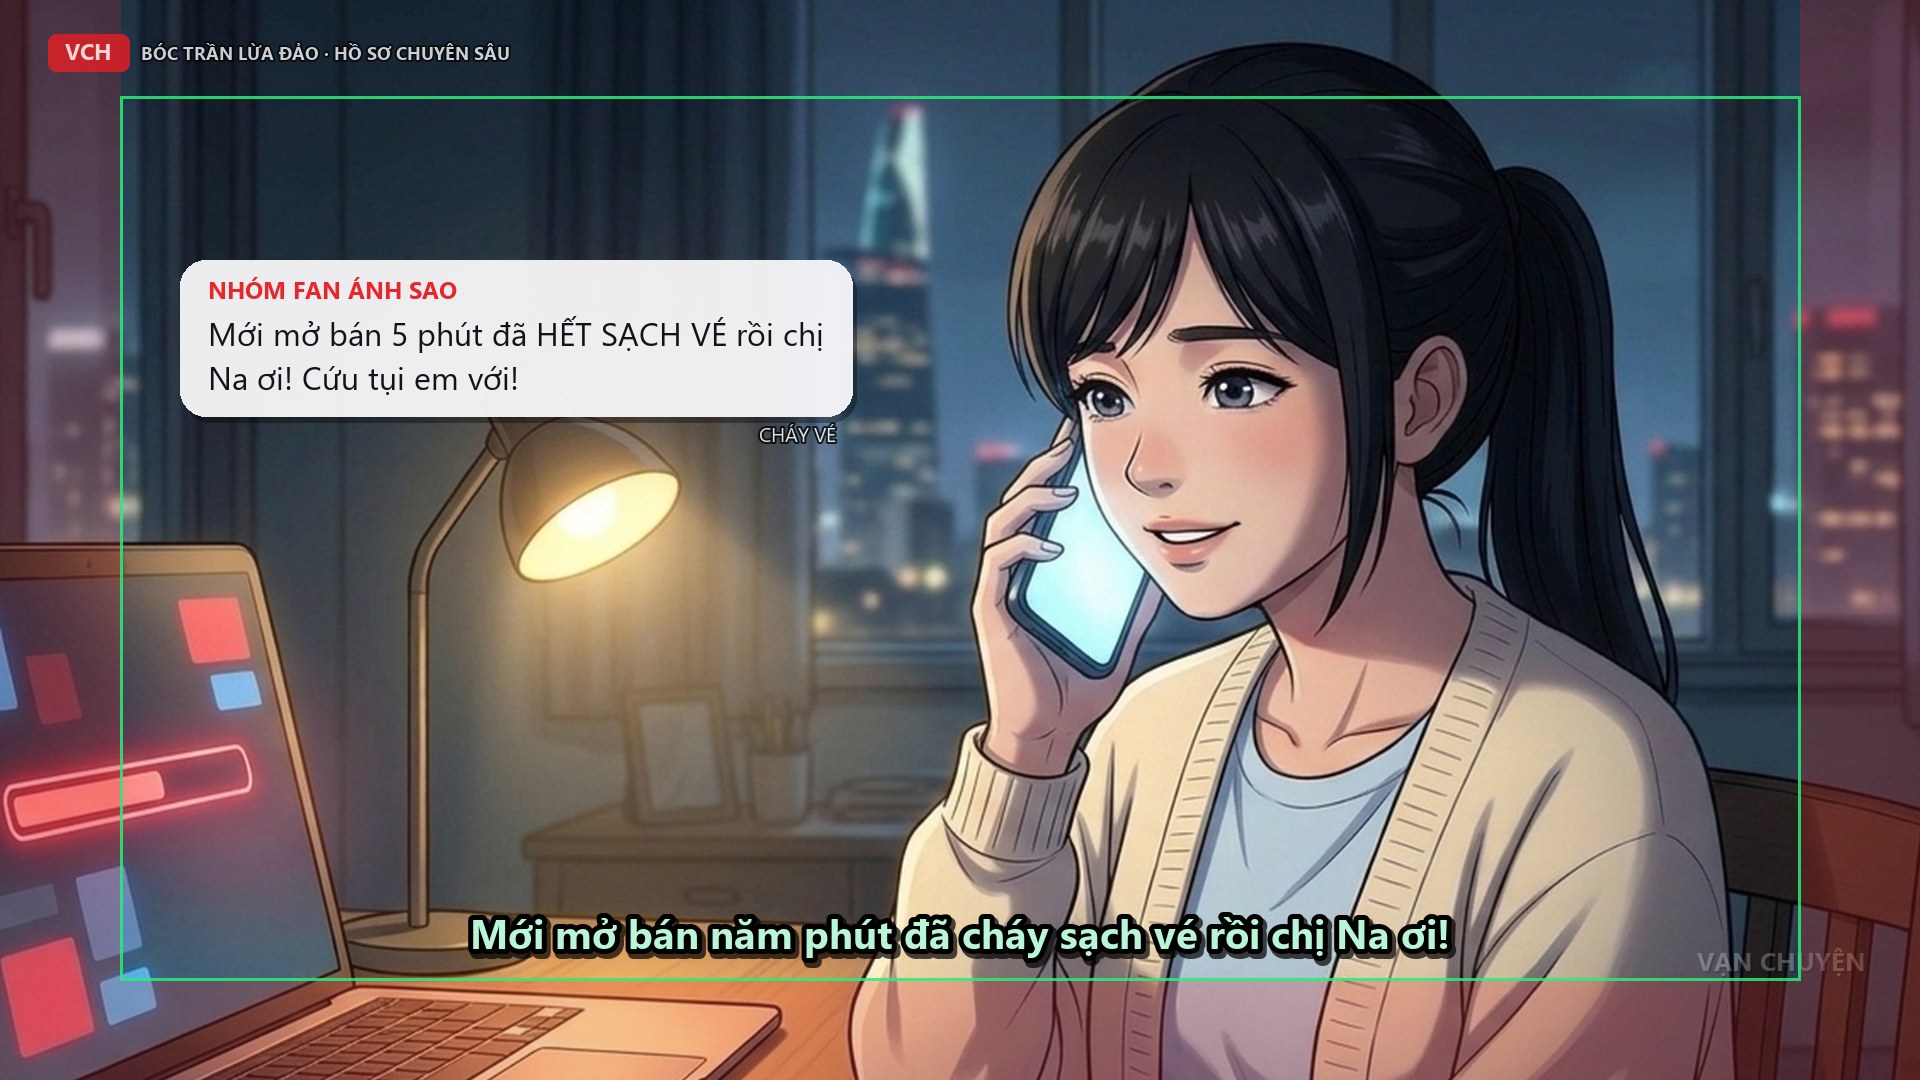 VCH BÓC TRẦN LỪA ĐẢO · HỒ SƠ CHUYÊN SÂU
NHÓM FAN ÁNH SAO
Mới mở bán 5 phút đã HẾT SẠCH VÉ rồi chị
Na ơi! Cứu tụi em với!
CHÁY VÉ
Mới mở bán năm phút đã cháy sạch vé rồi chị Na ơi!
VẠN CHUYỆN